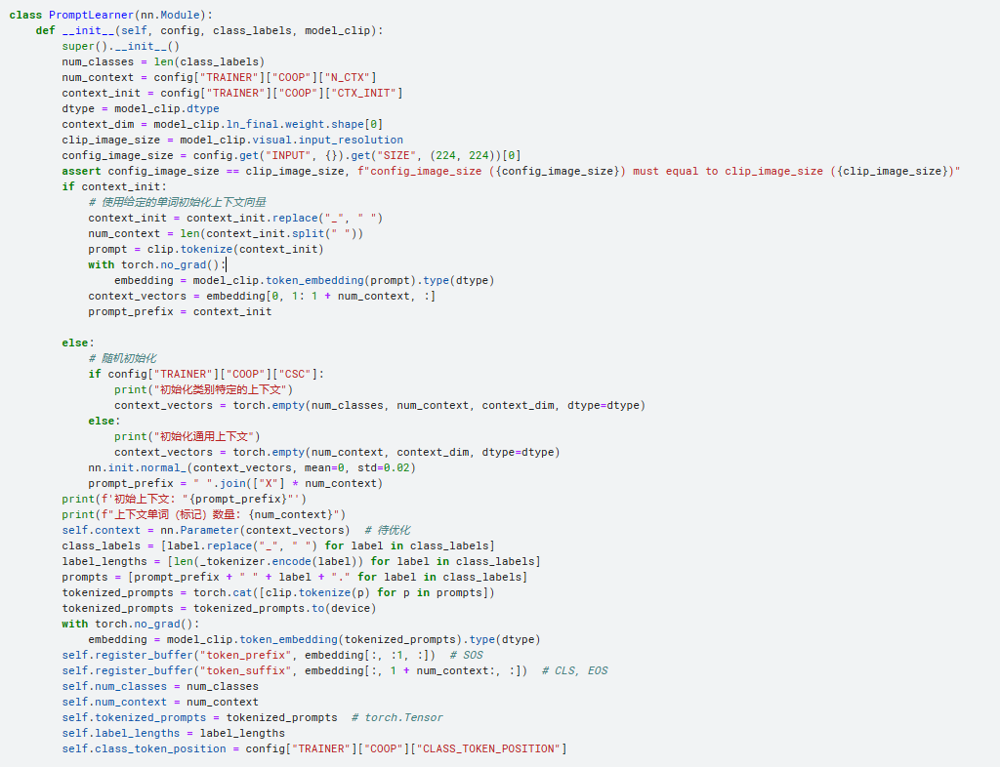 class PromptLearner(nn.Module):
    def __init__(self, config, class_labels, model_clip):
        super().__init__()
        num_classes = len(class_labels)
        num_context = config["TRAINER"]["COOP"]["N_CTX"]
        context_init = config["TRAINER"]["COOP"]["CTX_INIT"]
        dtype = model_clip.dtype
        context_dim = model_clip.ln_final.weight.shape[0]
        clip_image_size = model_clip.visual.input_resolution
        config_image_size = config.get("INPUT", {}).get("SIZE", (224, 224))[0]
        assert config_image_size == clip_image_size, f"config_image_size ({config_image_size}) must equal to clip_image_size ({clip_image_size})"
        if context_init:
            # 使用给定的单词初始化上下文向量
            context_init = context_init.replace("_", " ")
            num_context = len(context_init.split(" "))
            prompt = clip.tokenize(context_init)
            with torch.no_grad():
                embedding = model_clip.token_embedding(prompt).type(dtype)
            context_vectors = embedding[0, 1: 1 + num_context, :]
            prompt_prefix = context_init
        else:
            # 随机初始化
            if config["TRAINER"]["COOP"]["CSC"]:
                print("初始化类别特定的上下文")
                context_vectors = torch.empty(num_classes, num_context, context_dim, dtype=dtype)
            else:
                print("初始化通用上下文")
                context_vectors = torch.empty(num_context, context_dim, dtype=dtype)
            nn.init.normal_(context_vectors, mean=0, std=0.02)
            prompt_prefix = " ".join(["X"] * num_context)
        print(f'初始上下文: "{prompt_prefix}"')
        print(f"上下文单词（标记）数量: {num_context}")
        self.context = nn.Parameter(context_vectors)  # 待优化
        class_labels = [label.replace("_", " ") for label in class_labels]
        label_lengths = [len(_tokenizer.encode(label)) for label in class_labels]
        prompts = [prompt_prefix + " " + label + "." for label in class_labels]
        tokenized_prompts = torch.cat([clip.tokenize(p) for p in prompts])
        tokenized_prompts = tokenized_prompts.to(device)
        with torch.no_grad():
            embedding = model_clip.token_embedding(tokenized_prompts).type(dtype)
        self.register_buffer("token_prefix", embedding[:, :1, :])  # SOS
        self.register_buffer("token_suffix", embedding[:, 1 + num_context:, :])  # CLS, EOS
        self.num_classes = num_classes
        self.num_context = num_context
        self.tokenized_prompts = tokenized_prompts  # torch.Tensor
        self.label_lengths = label_lengths
        self.class_token_position = config["TRAINER"]["COOP"]["CLASS_TOKEN_POSITION"]